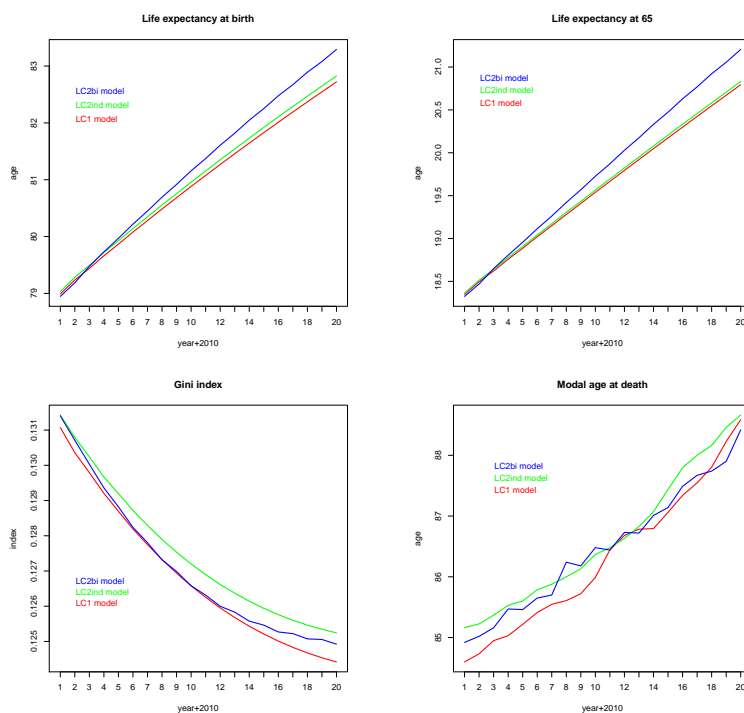 Life expectancy at birth
age
83
82
81
80
79
LC2bi model
LC2ind model
LC1 model
1 2 3 4 5 6 7 8 9 10 12 14 16 18 20
year+2010
Life expectancy at 65
age
21.0
20.5
20.0
19.5
19.0
18.5
LC2bi model
LC2ind model
LC1 model
1 2 3 4 5 6 7 8 9 10 12 14 16 18 20
year+2010
Gini index
index
0.131
0.130
0.129
0.128
0.127
0.126
0.125
LC2bi model
LC2ind model
LC1 model
1 2 3 4 5 6 7 8 9 10 12 14 16 18 20
year+2010
Modal age at death
age
88
87
86
85
LC2bi model
LC2ind model
LC1 model
1 2 3 4 5 6 7 8 9 10 12 14 16 18 20
year+2010